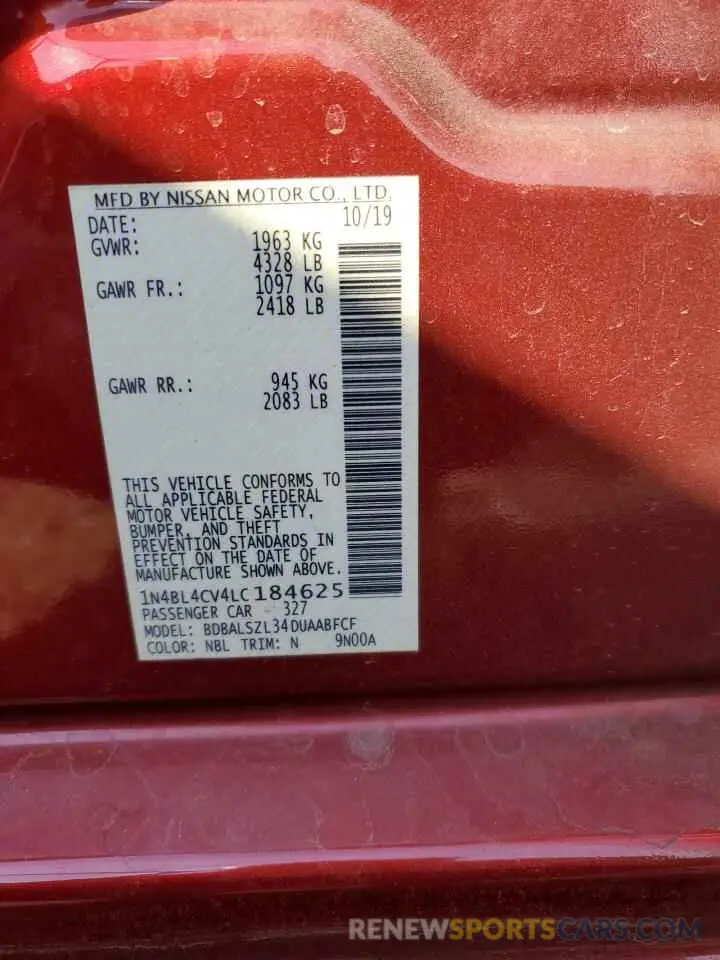 MFD BY NISSAN MOTOR CO., LTD.
DATE: 10/19
GVWR: 1963 KG
4328 LB
GAWR FR.: 1097 KG
2418 LB
GAWR RR.: 945 KG
2083 LB
THIS VEHICLE CONFORMS TO
ALL APPLICABLE FEDERAL
MOTOR VEHICLE SAFETY,
BUMPER, AND THEFT
PREVENTION STANDARDS IN
EFFECT ON THE DATE OF
MANUFACTURE SHOWN ABOVE.
1N4BL4CV4LC184625
PASSENGER CAR 327
MODEL: BDBALSZL34DUAABFCF
COLOR: NBL TRIM: N 9N00A
RENEWSPORTSCARS.COM